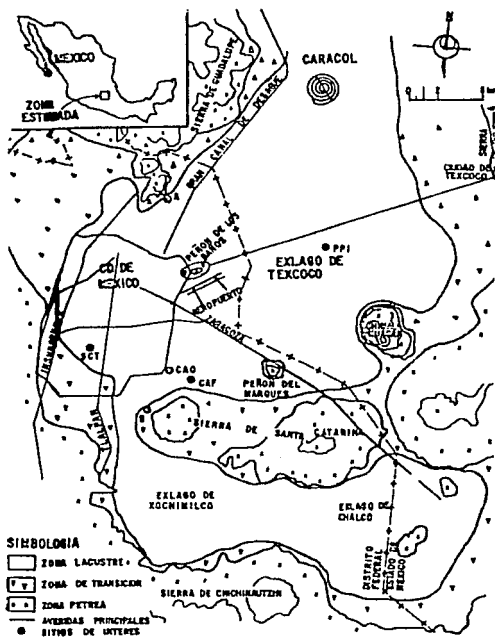 MEXICO
ZONA
ESTUDIADA
SIERRA DE GUADALUPE
GRAN CANAL DE DESAGUE
CARACOL
N
SIERRA
CIUDAD DE
TEXCOCO
PEÑON DE LOS
BAÑOS
PPI
EXLAGO DE
TEXCOCO
CD. DE
MEXICO
AEROPUERTO
ZARAGOZA
SCT
CAO
CAF
PEÑON DEL
MARQUES
TLALPAN
SIERRA DE SANTA CATARINA
EXLAGO DE
XOCHIMILCO
EXLAGO DE
CHALCO
DISTRITO
FEDERAL
ESTADO DE
MEXICO
SIERRA DE CHICHINAUTZIN
SIMBOLOGIA
ZONA LACUSTRE
ZONA DE TRANSICION
ZONA PETREA
AVENIDAS PRINCIPALES
SITIOS DE INTERES